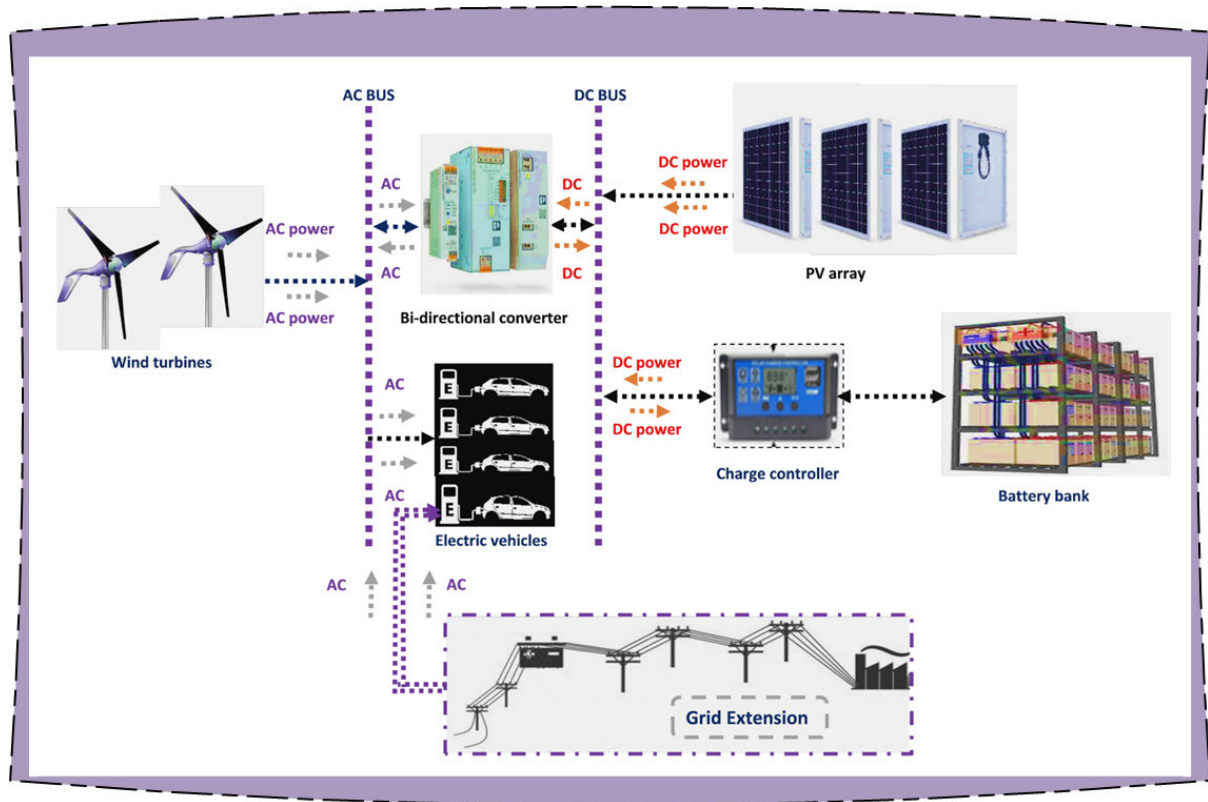 AC BUS
DC BUS
AC
DC
DC power
AC power
AC
DC
DC power
AC power
PV array
Bi-directional converter
Wind turbines
DC power
AC
E
E
DC power
E
Charge controller
Battery bank
AC
E
Electric vehicles
AC
AC
Grid Extension